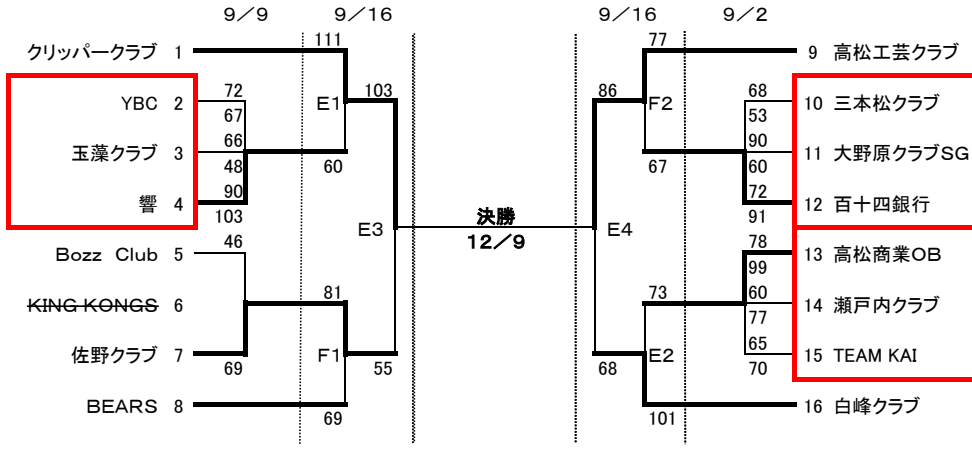 9／9 9／16 9／16 9／2
111 77
クリッパークラブ 1 9 高松工芸クラブ
YBC 2 72 E1 103 86 F2 68 10 三本松クラブ
67 53
玉藻クラブ 3 66 90 11 大野原クラブSG
48 60 67 60
響 4 90 72 12 百十四銀行
103 決勝 91
E3 12／9 E4
Bozz Club 5 46 78 13 高松商業OB
99
KING KONGS 6 81 73 60 14 瀬戸内クラブ
77
佐野クラブ 7 F1 E2 65 15 TEAM KAI
69 55 68 70
BEARS 8 16 白峰クラブ
69 101